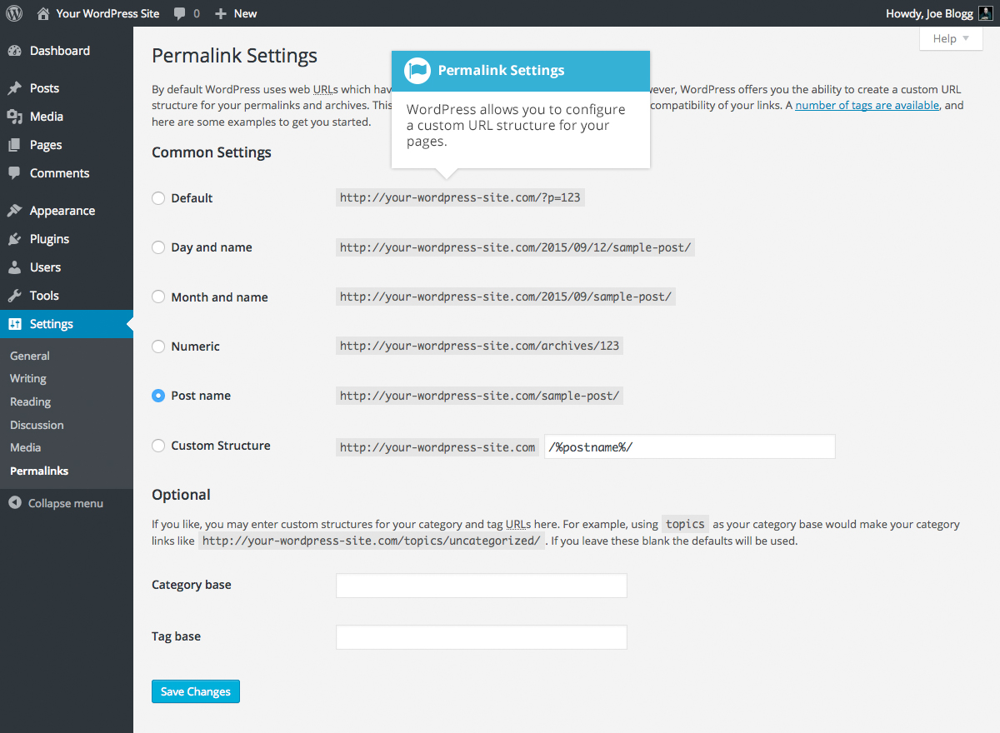 Your WordPress Site 0 New Howdy, Joe Blogg
Help
Dashboard
Posts
Media
Pages
Comments
Appearance
Plugins
Users
Tools
Settings
General
Writing
Reading
Discussion
Media
Permalinks
Collapse menu
Permalink Settings
Permalink Settings
WordPress allows you to configure
a custom URL structure for your
pages.
By default WordPress uses web URLs which hav wever, WordPress offers you the ability to create a custom URL
structure for your permalinks and archives. This compatibility of your links. A number of tags are available, and
here are some examples to get you started.
Common Settings
Default http://your-wordpress-site.com/?p=123
Day and name http://your-wordpress-site.com/2015/09/12/sample-post/
Month and name http://your-wordpress-site.com/2015/09/sample-post/
Numeric http://your-wordpress-site.com/archives/123
Post name http://your-wordpress-site.com/sample-post/
Custom Structure http://your-wordpress-site.com /%postname%/
Optional
If you like, you may enter custom structures for your category and tag URLs here. For example, using topics as your category base would make your category
links like http://your-wordpress-site.com/topics/uncategorized/ . If you leave these blank the defaults will be used.
Category base
Tag base
Save Changes